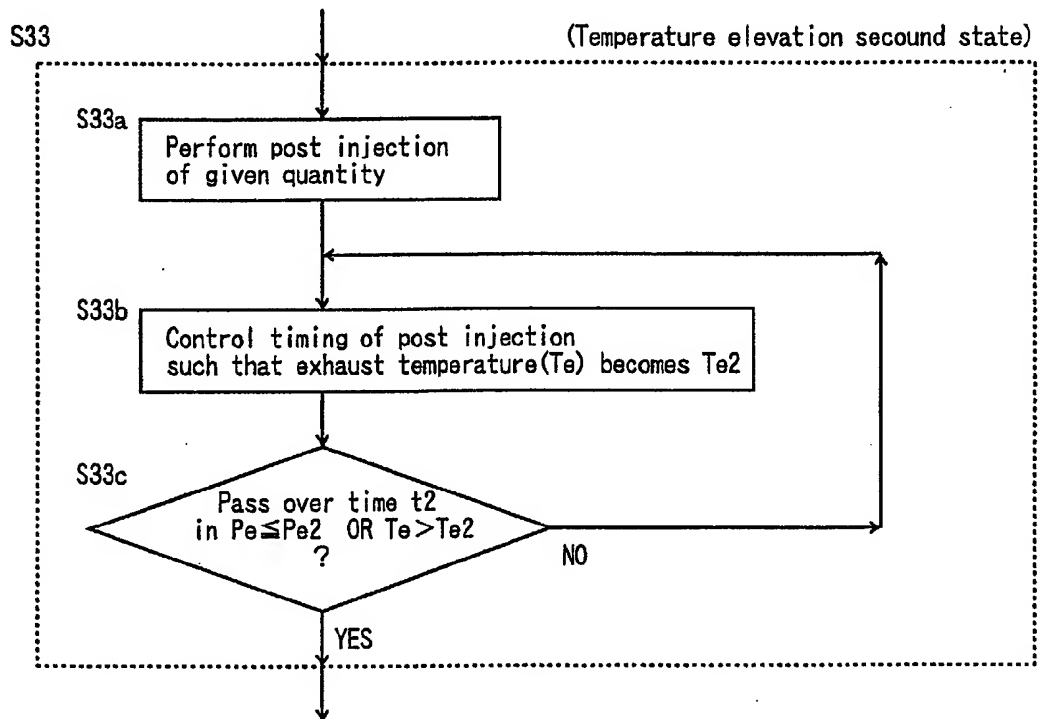 S33
(Temperature elevation secound state)
S33a
Perform post injection
of given quantity
S33b
Control timing of post injection
such that exhaust temperature(Te) becomes Te2
S33c
Pass over time t2
in Pe≦Pe2 OR Te>Te2
?
NO
YES